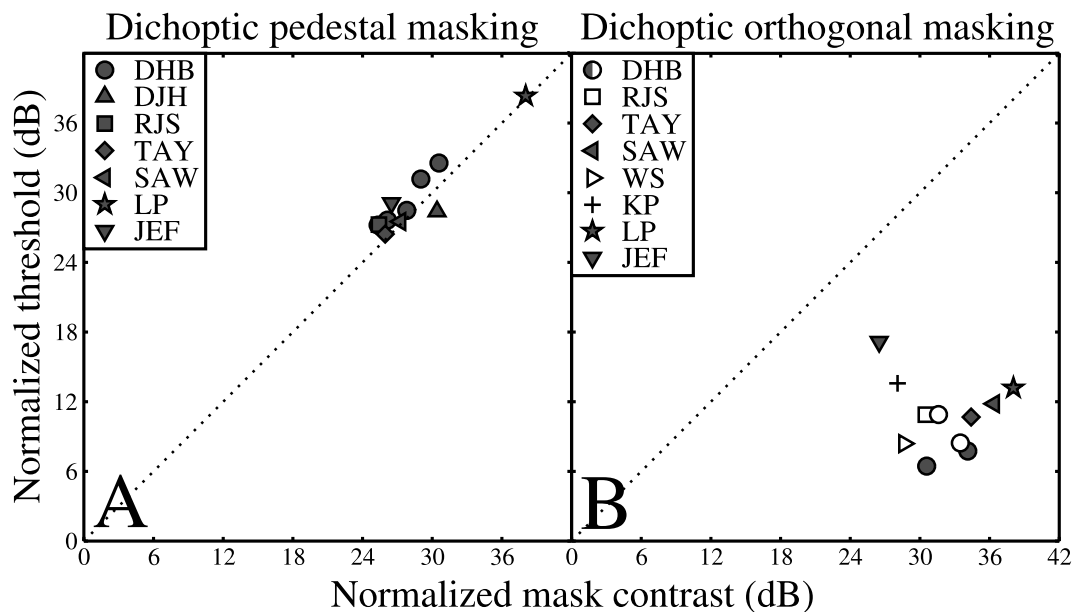 Dichoptic pedestal masking
Dichoptic orthogonal masking
Normalized threshold (dB)
36
30
24
18
12
6
0
DHB
DJH
RJS
TAY
SAW
LP
JEF
A
0 6 12 18 24 30 36
DHB
RJS
TAY
SAW
WS
KP
LP
JEF
B
0 6 12 18 24 30 36 42
Normalized mask contrast (dB)